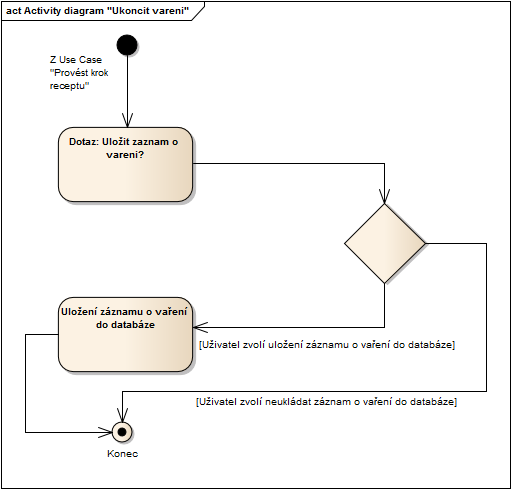 act Activity diagram "Ukoncit vareni"
Z Use Case
"Provést krok
receptu"
Dotaz: Uložit zaznam o
vareni?
Uložení záznamu o vaření
do databáze
[Uživatel zvolí uložení záznamu o vaření do databáze]
[Uživatel zvolí neukládat záznam o vaření do databáze]
Konec